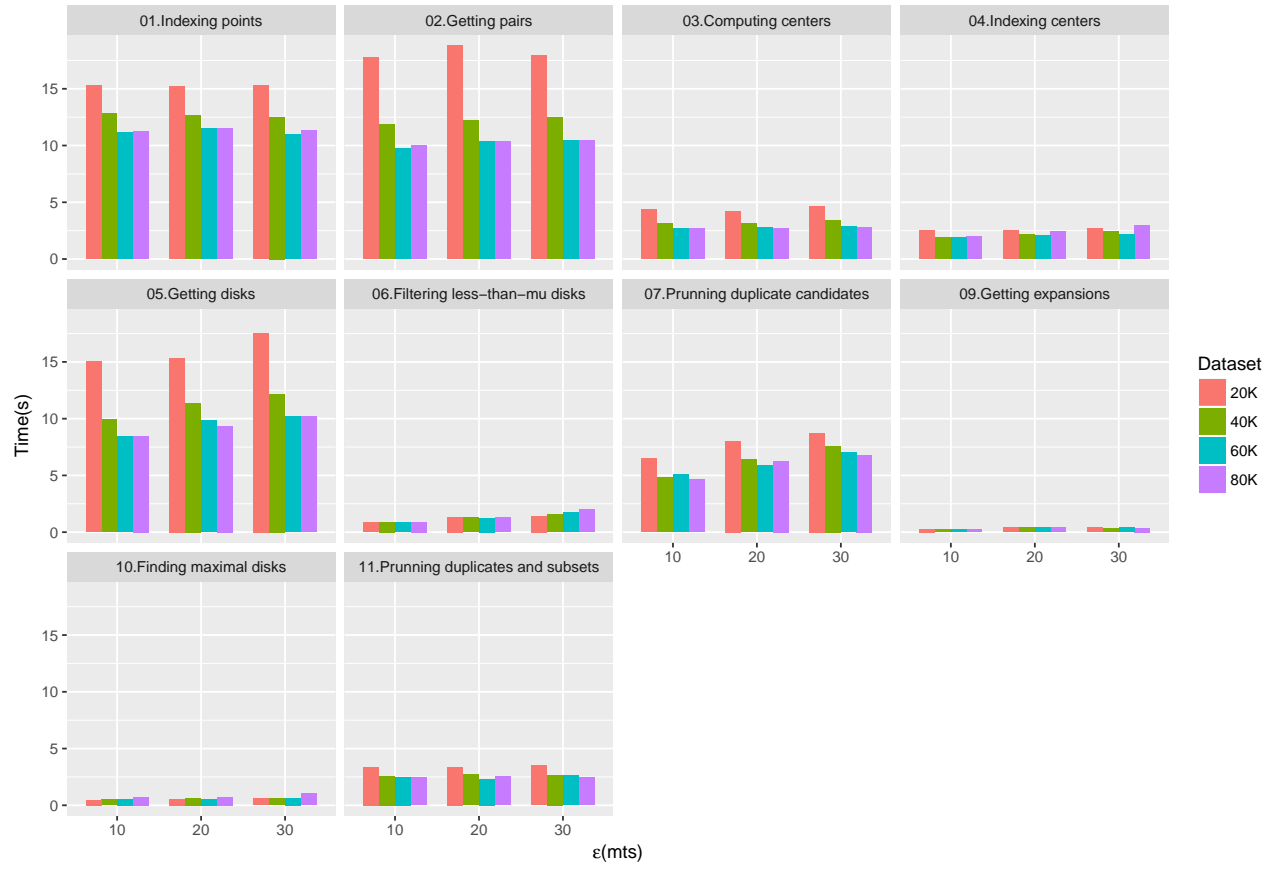 01.Indexing points
02.Getting pairs
03.Computing centers
04.Indexing centers
15
10
5
0
05.Getting disks
06.Filtering less−than−mu disks
07.Prunning duplicate candidates
09.Getting expansions
15
10
5
0
10
20
30
10
20
30
10.Finding maximal disks
11.Prunning duplicates and subsets
15
10
5
0
10
20
30
10
20
30
ε(mts)
Time(s)
Dataset
20K
40K
60K
80K